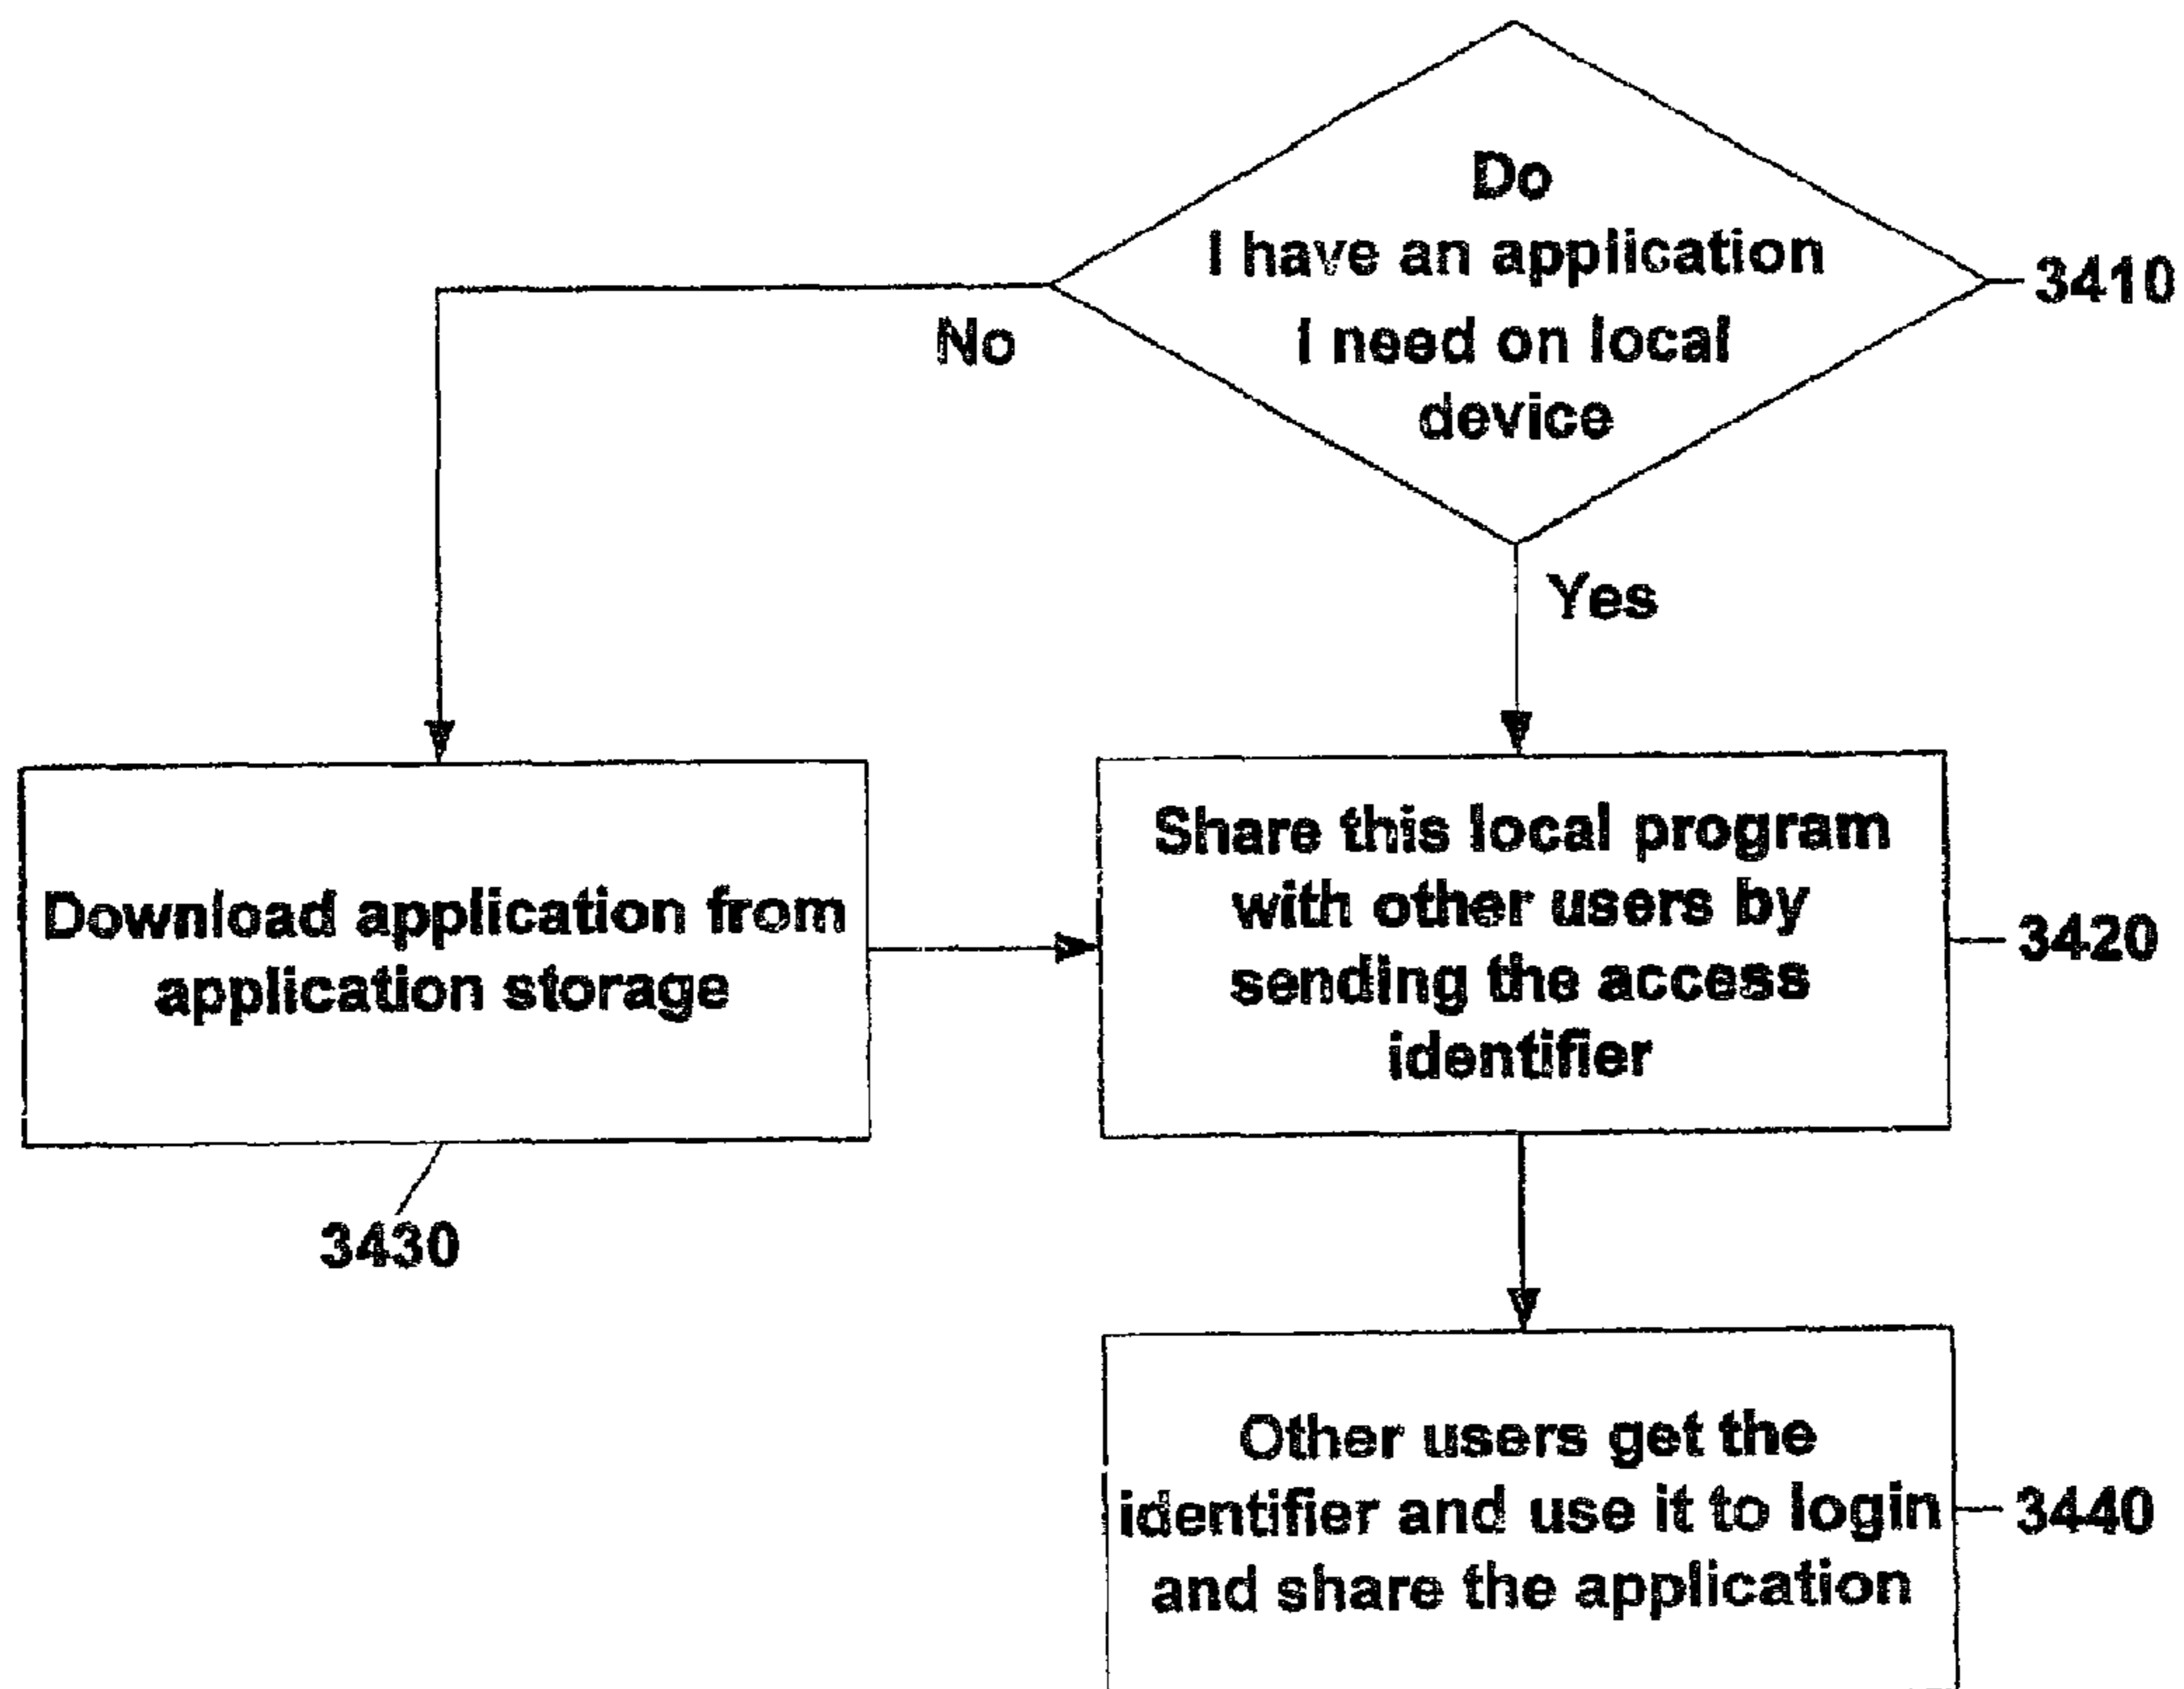 Do
I have an application
I need on local
device
3410
No
Yes
Download application from
application storage
3430
Share this local program
with other users by
sending the access
identifier
3420
Other users get the
identifier and use it to login
and share the application
3440